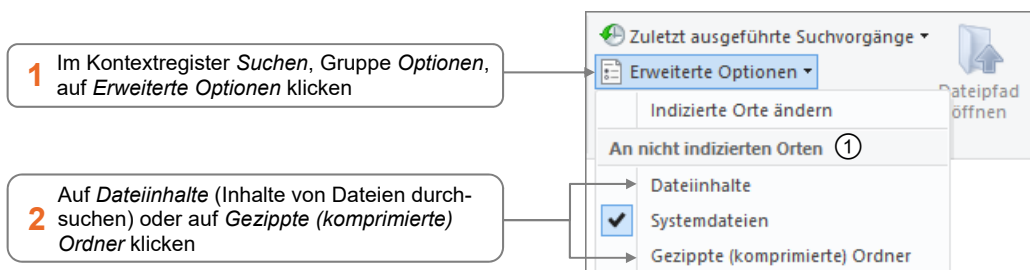 1 Im Kontextregister Suchen, Gruppe Optionen,
auf Erweiterte Optionen klicken
2 Auf Dateiinhalte (Inhalte von Dateien durch-
suchen) oder auf Gezippte (komprimierte)
Ordner klicken
Zuletzt ausgeführte Suchvorgänge
Erweiterte Optionen
Dateipfad
öffnen
Indizierte Orte ändern
An nicht indizierten Orten ①
Dateiinhalte
Systemdateien
Gezippte (komprimierte) Ordner